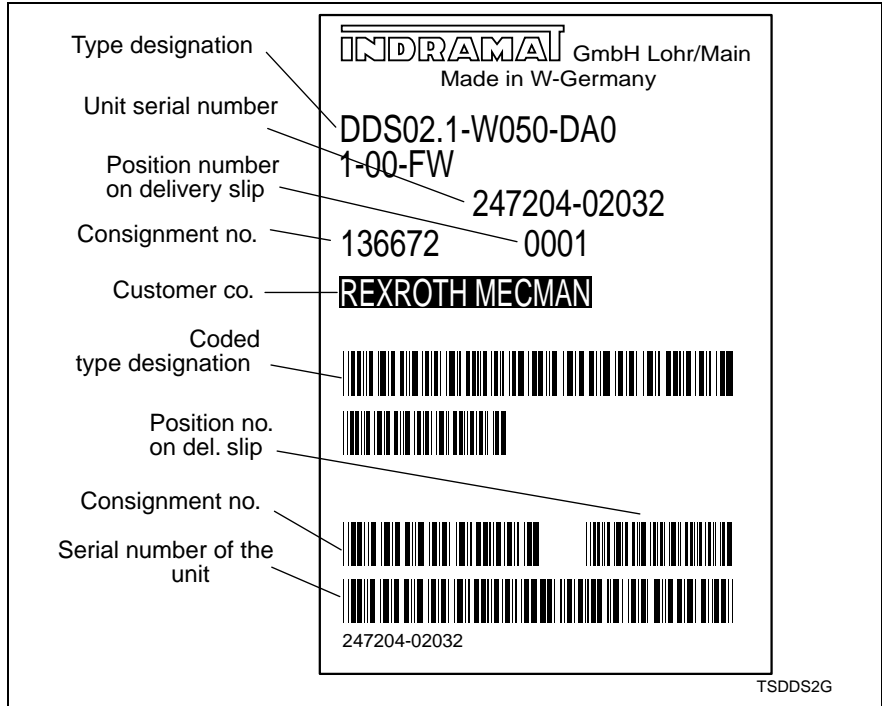 Type designation
INDRAMAT GmbH Lohr/Main
Made in W-Germany
Unit serial number
DDS02.1-W050-DA0
1-00-FW
Position number
on delivery slip
247204-02032
Consignment no.
136672 0001
Customer co.
REXROTH MECMAN
Coded
type designation
Position no.
on del. slip
Consignment no.
Serial number of the
unit
247204-02032
TSDDS2G